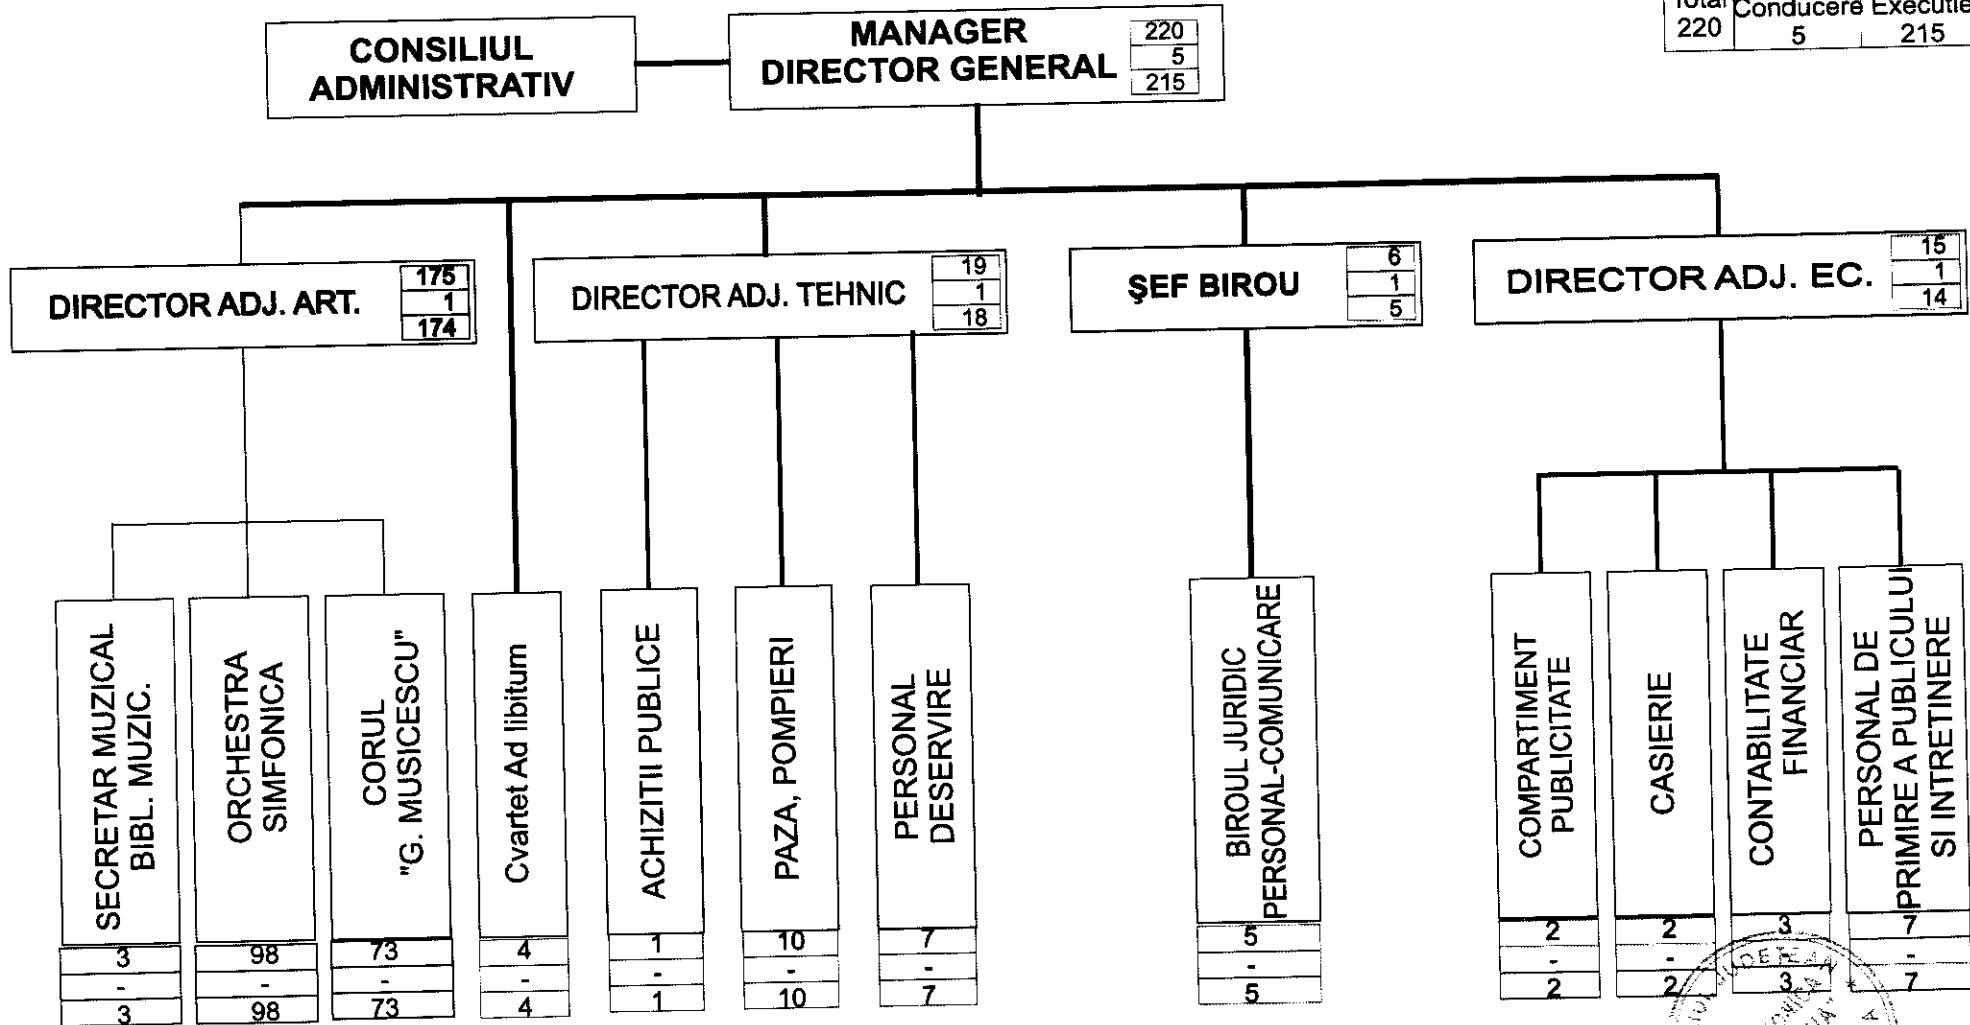 Total Conducere Executie
220 5 215
CONSILIUL
ADMINISTRATIV
MANAGER
DIRECTOR GENERAL
220
5
215
DIRECTOR ADJ. ART.
175
1
174
DIRECTOR ADJ. TEHNIC
19
1
18
ŞEF BIROU
6
1
5
DIRECTOR ADJ. EC.
15
1
14
SECRETAR MUZICAL
BIBL. MUZIC.
3
-
3
ORCHESTRA
SIMFONICA
98
-
98
CORUL
"G. MUSICESCU"
73
-
73
Cvartet Ad libitum
4
-
4
ACHIZITII PUBLICE
1
-
1
PAZA, POMPIERI
10
-
10
PERSONAL
DESERVIRE
7
-
7
BIROUL JURIDIC
PERSONAL-COMUNICARE
5
-
5
COMPARTIMENT
PUBLICITATE
2
-
2
CASIERIE
2
-
2
CONTABILITATE
FINANCIAR
3
-
3
PERSONAL DE
PRIMIRE A PUBLICULUI
SI INTRETINERE
7
-
7